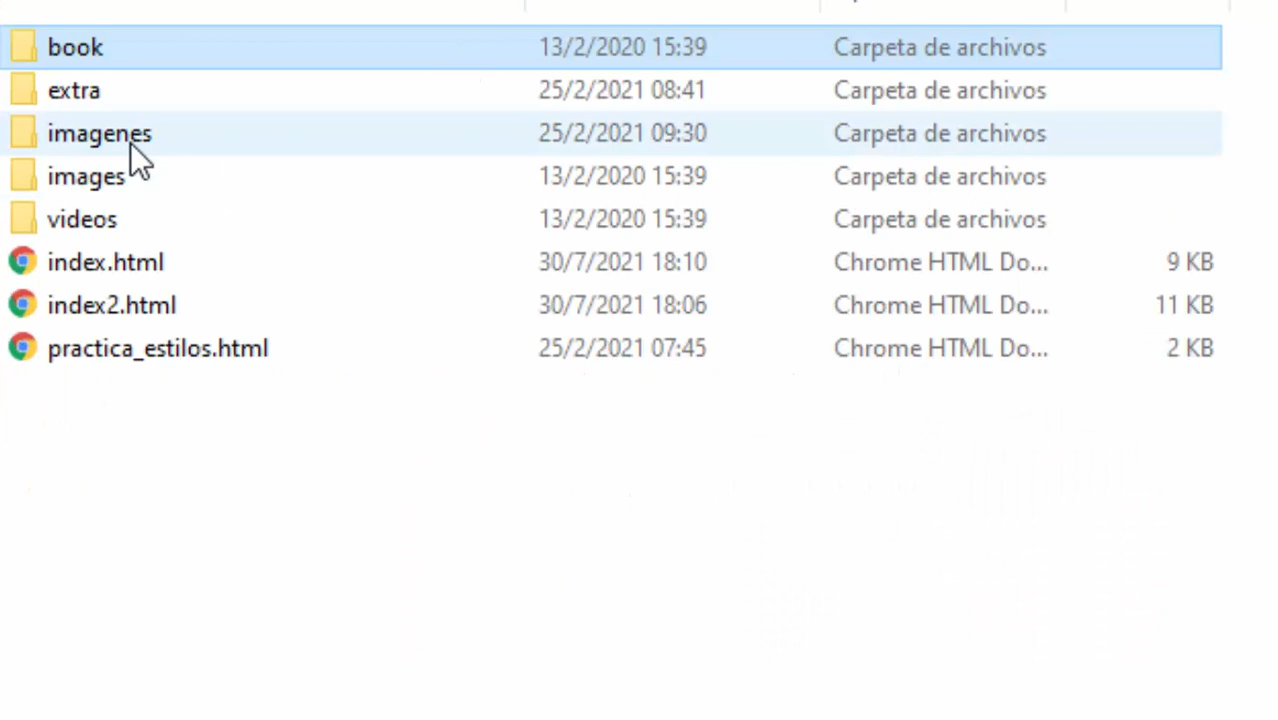 book 13/2/2020 15:39 Carpeta de archivos
extra 25/2/2021 08:41 Carpeta de archivos
imagenes 25/2/2021 09:30 Carpeta de archivos
images 13/2/2020 15:39 Carpeta de archivos
videos 13/2/2020 15:39 Carpeta de archivos
index.html 30/7/2021 18:10 Chrome HTML Do... 9 KB
index2.html 30/7/2021 18:06 Chrome HTML Do... 11 KB
practica_estilos.html 25/2/2021 07:45 Chrome HTML Do... 2 KB